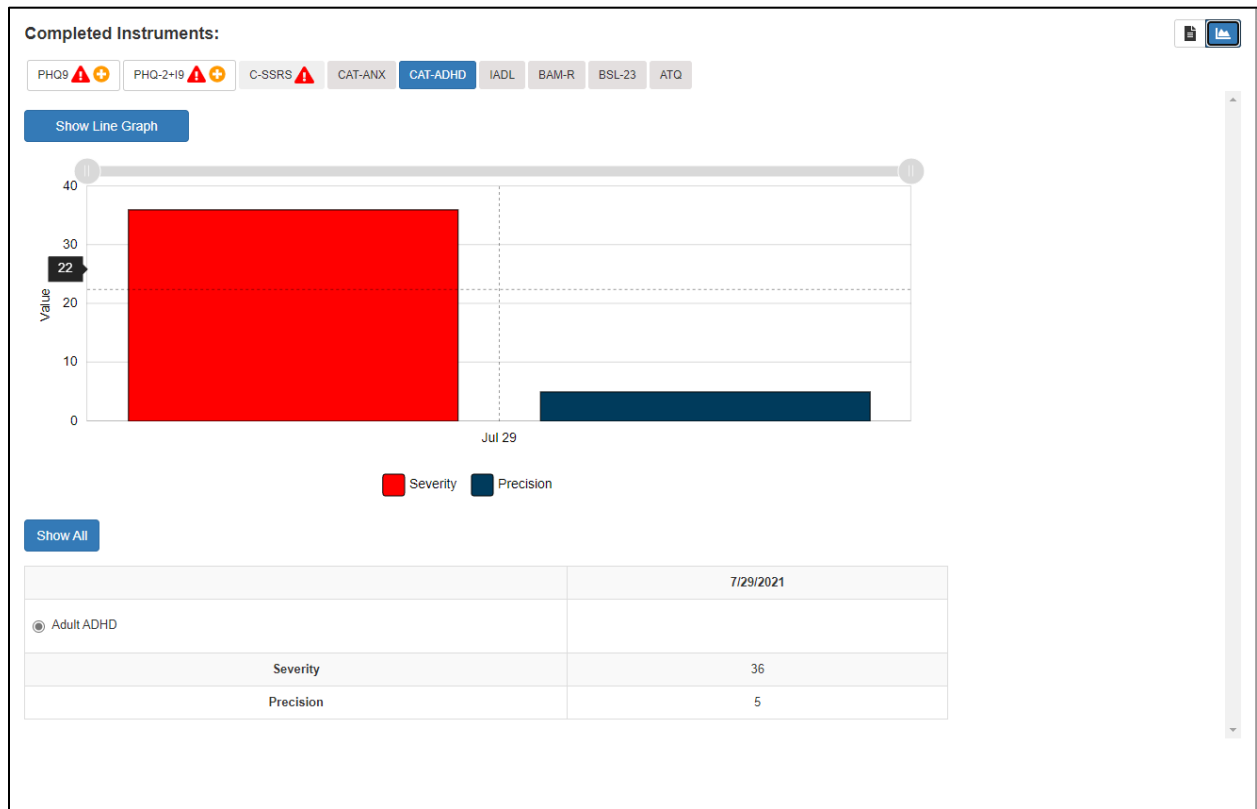 Completed Instruments:
PHQ9 PHQ-2+I9 C-SSRS CAT-ANX CAT-ADHD IADL BAM-R BSL-23 ATQ
Show Line Graph
40
30
22
Value
20
10
0
Jul 29
Severity Precision
Show All
7/29/2021
Adult ADHD
Severity 36
Precision 5